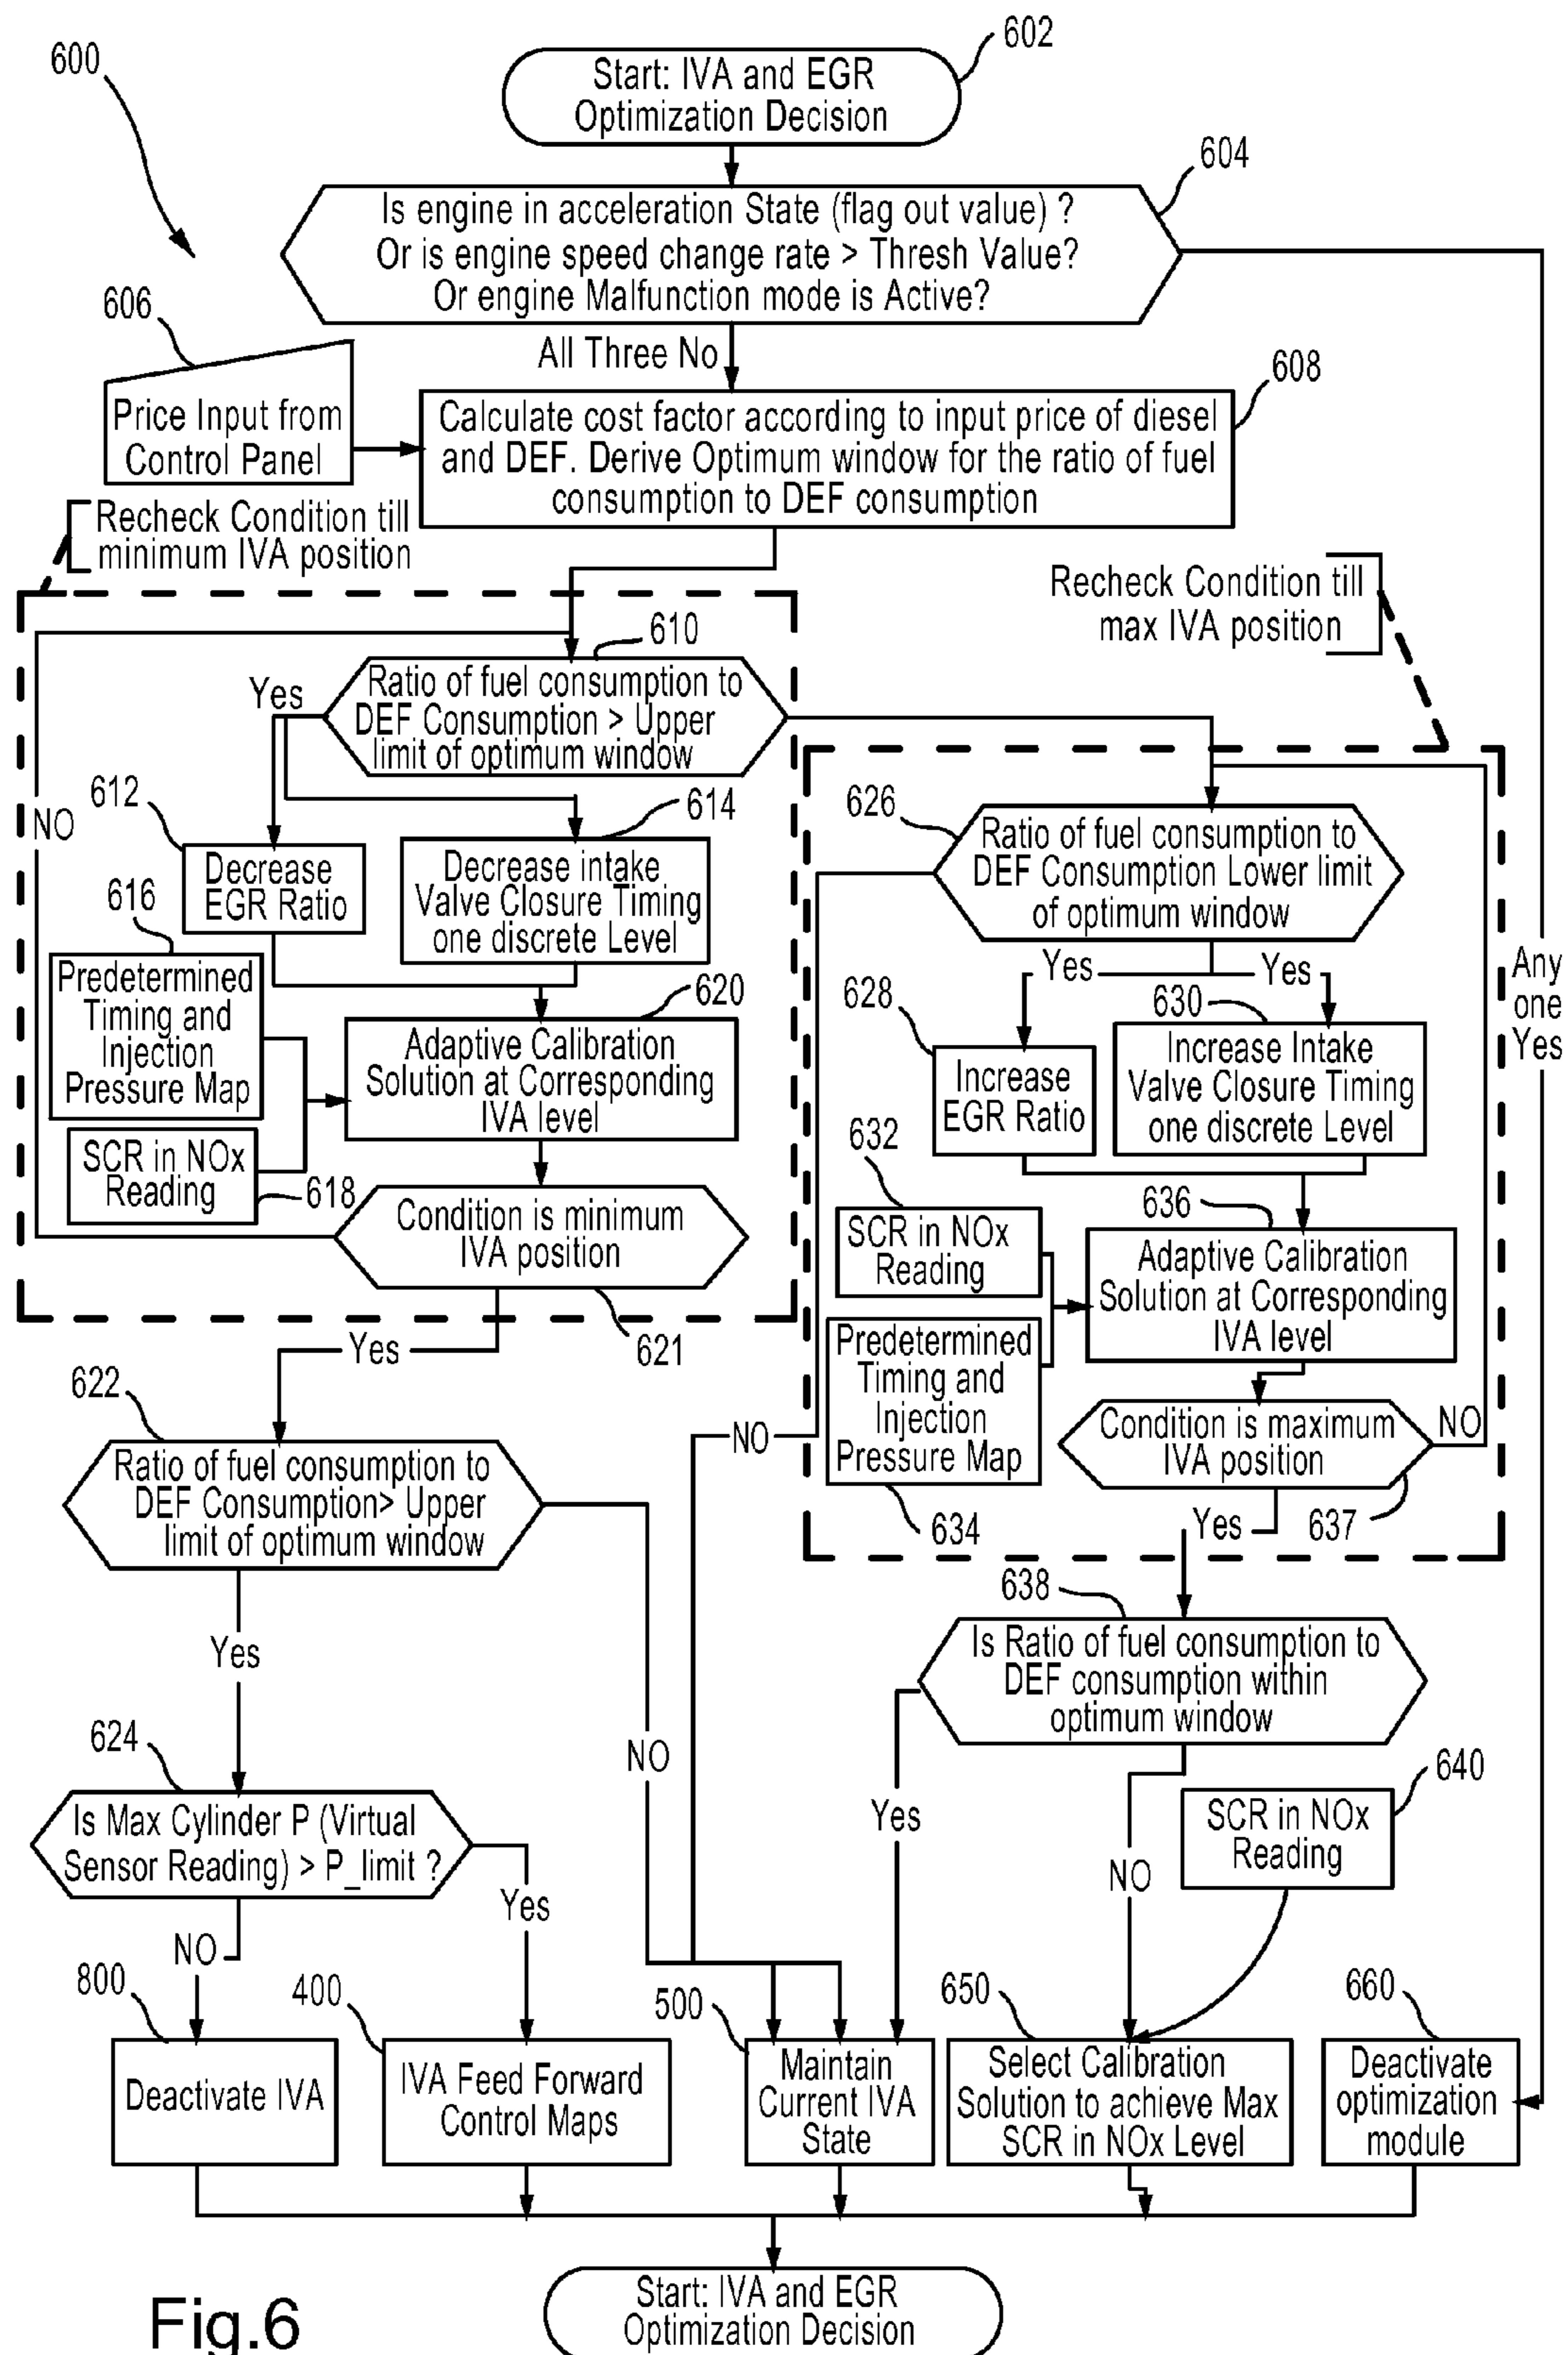 600
602
Start: IVA and EGR
Optimization Decision
604
Is engine in acceleration State (flag out value) ?
Or is engine speed change rate > Thresh Value?
Or engine Malfunction mode is Active?
606
All Three No
608
Price Input from
Control Panel
Calculate cost factor according to input price of diesel
and DEF. Derive Optimum window for the ratio of fuel
consumption to DEF consumption
Recheck Condition till
minimum IVA position
Recheck Condition till
max IVA position
610
Ratio of fuel consumption to
DEF Consumption > Upper
limit of optimum window
Yes
NO
612
Decrease
EGR Ratio
614
Decrease intake
Valve Closure Timing
one discrete Level
616
Predetermined
Timing and
Injection
Pressure Map
620
Adaptive Calibration
Solution at Corresponding
IVA level
SCR in NOx
Reading
618
Condition is minimum
IVA position
621
Yes
626
Ratio of fuel consumption to
DEF Consumption Lower limit
of optimum window
Yes
Yes
Any
one
Yes
628
Increase
EGR Ratio
630
Increase Intake
Valve Closure Timing
one discrete Level
632
SCR in NOx
Reading
636
Adaptive Calibration
Solution at Corresponding
IVA level
Predetermined
Timing and
Injection
Pressure Map
634
Condition is maximum
IVA position
NO
637
Yes
NO
622
Ratio of fuel consumption to
DEF Consumption> Upper
limit of optimum window
Yes
NO
638
Is Ratio of fuel consumption to
DEF consumption within
optimum window
Yes
NO
640
SCR in NOx
Reading
624
Is Max Cylinder P (Virtual
Sensor Reading) > P_limit ?
NO
Yes
800
Deactivate IVA
400
IVA Feed Forward
Control Maps
500
Maintain
Current IVA
State
650
Select Calibration
Solution to achieve Max
SCR in NOx Level
660
Deactivate
optimization
module
Start: IVA and EGR
Optimization Decision
Fig.6